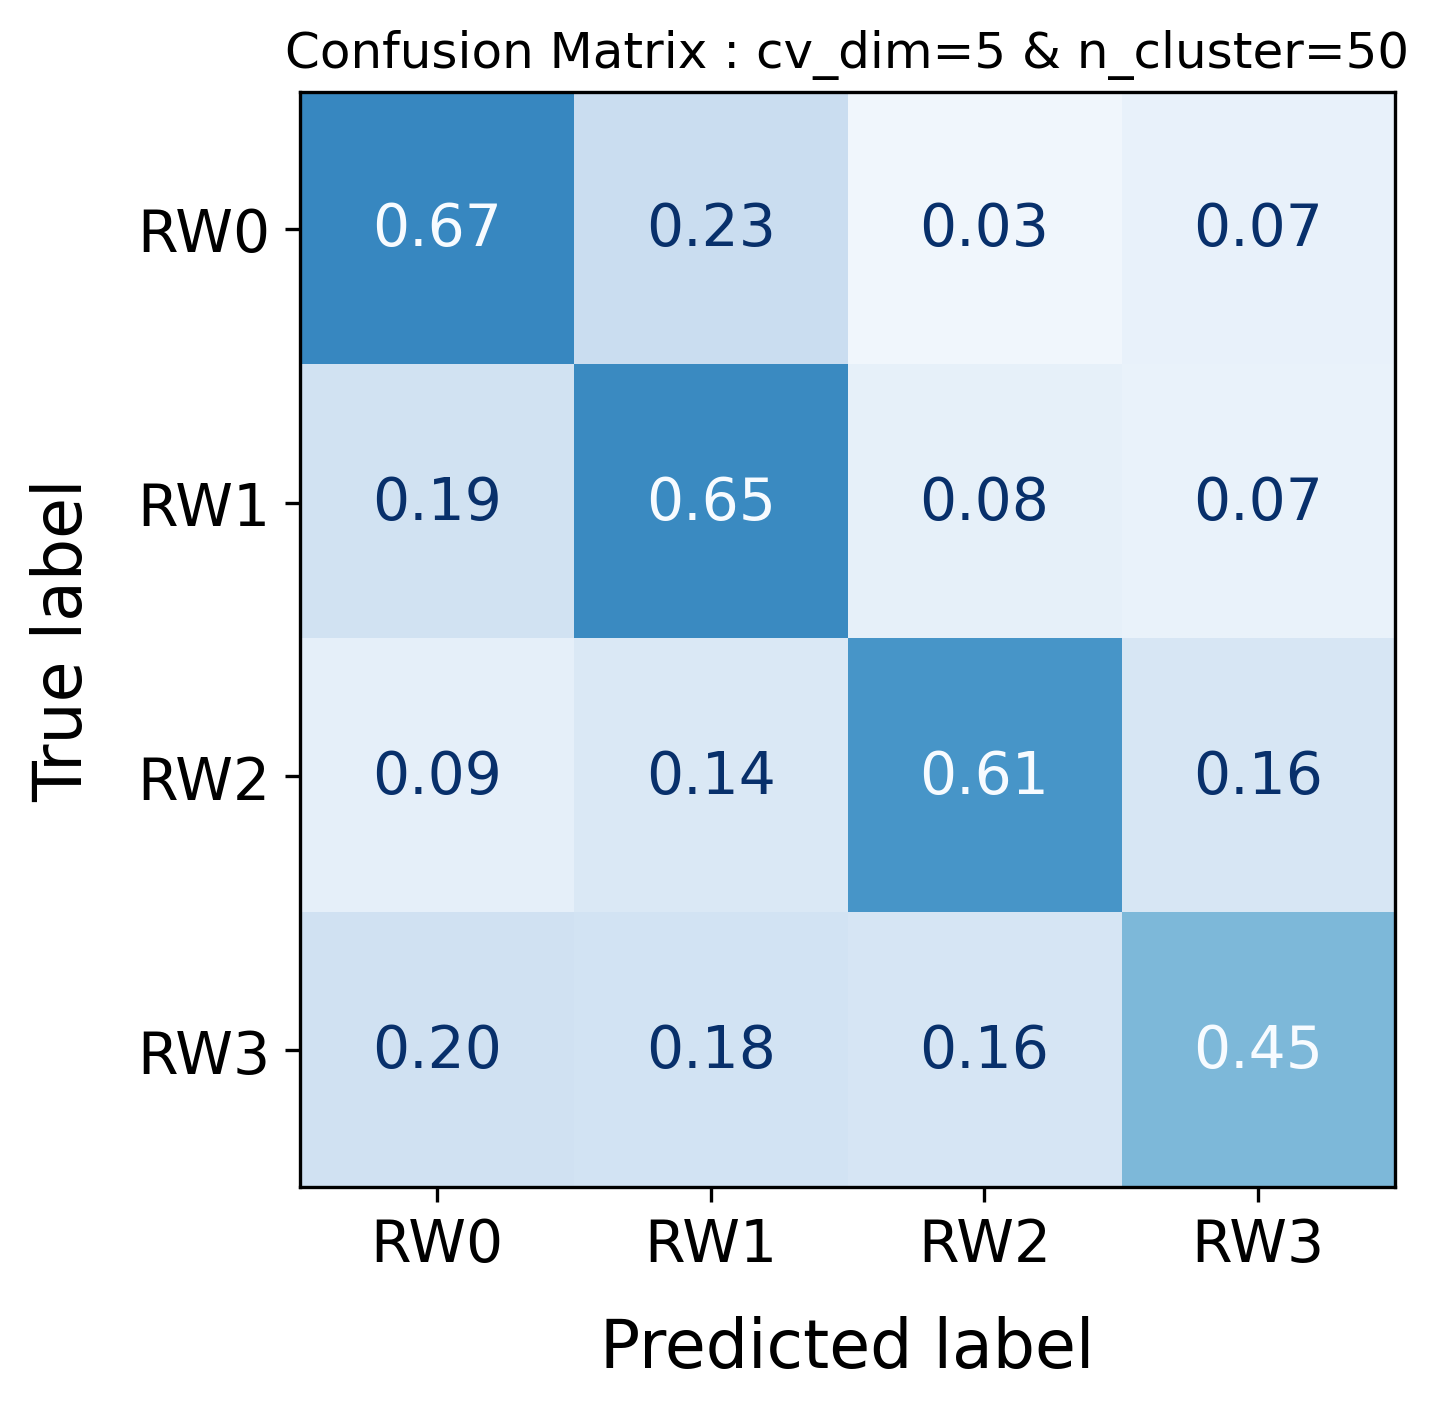 Confusion Matrix : cv_dim=5 & n_cluster=50
RW0 0.67 0.23 0.03 0.07
RW1 0.19 0.65 0.08 0.07
RW2 0.09 0.14 0.61 0.16
RW3 0.20 0.18 0.16 0.45
RW0 RW1 RW2 RW3
Predicted label
True label